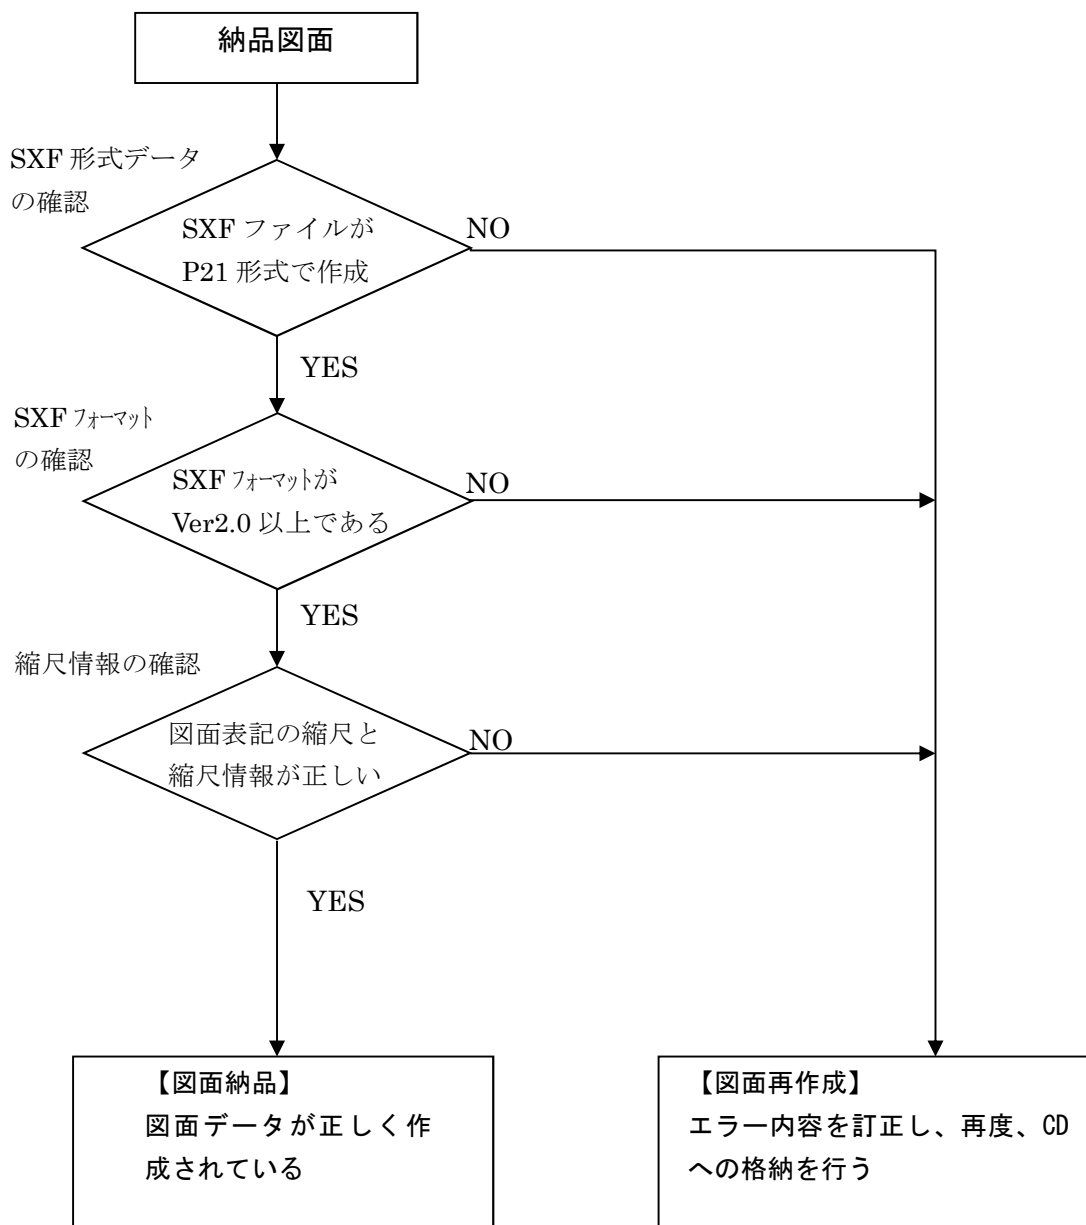 納品図面
SXF 形式データ
の確認
SXF ファイルが
P21 形式で作成
NO
YES
SXF ﾌｫｰﾏｯﾄ
の確認
SXF ﾌｫｰﾏｯﾄが
Ver2.0 以上である
NO
YES
縮尺情報の確認
図面表記の縮尺と
縮尺情報が正しい
NO
YES
【図面納品】
図面データが正しく作
成されている
【図面再作成】
エラー内容を訂正し、再度、CD
への格納を行う